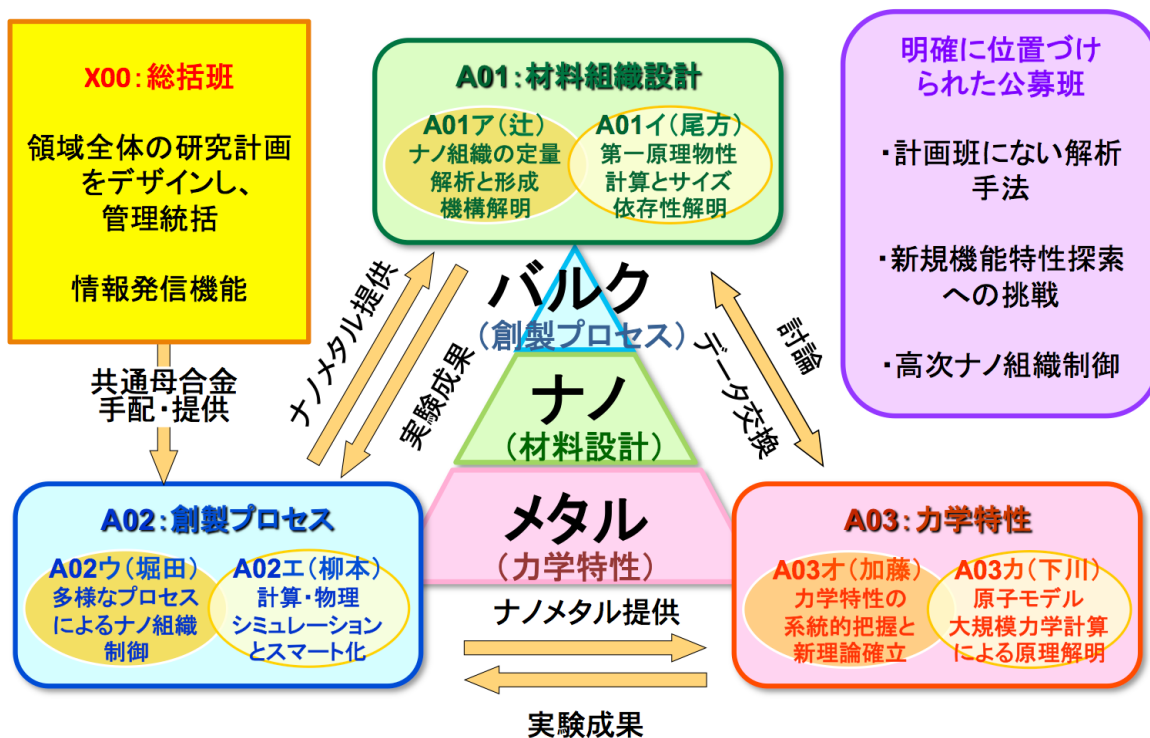 X00：総括班
領域全体の研究計画
をデザインし、
管理統括
情報発信機能
共通母合金
手配・提供
A01：材料組織設計
A01ア（辻）
ナノ組織の定量
解析と形成
機構解明
A01イ（尾方）
第一原理物性
計算とサイズ
依存性解明
明確に位置づけ
られた公募班
・計画班にない解析
手法
・新規機能特性探索
への挑戦
・高次ナノ組織制御
ナノメタル提供
実験成果
バルク
（創製プロセス）
ナノ
（材料設計）
メタル
（力学特性）
討論
データ交換
A02：創製プロセス
A02ウ（堀田）
多様なプロセス
によるナノ組織
制御
A02エ（柳本）
計算・物理
シミュレーション
とスマート化
ナノメタル提供
実験成果
A03：力学特性
A03オ（加藤）
力学特性の
系統的把握と
新理論確立
A03カ（下川）
原子モデル
大規模力学計算
による原理解明